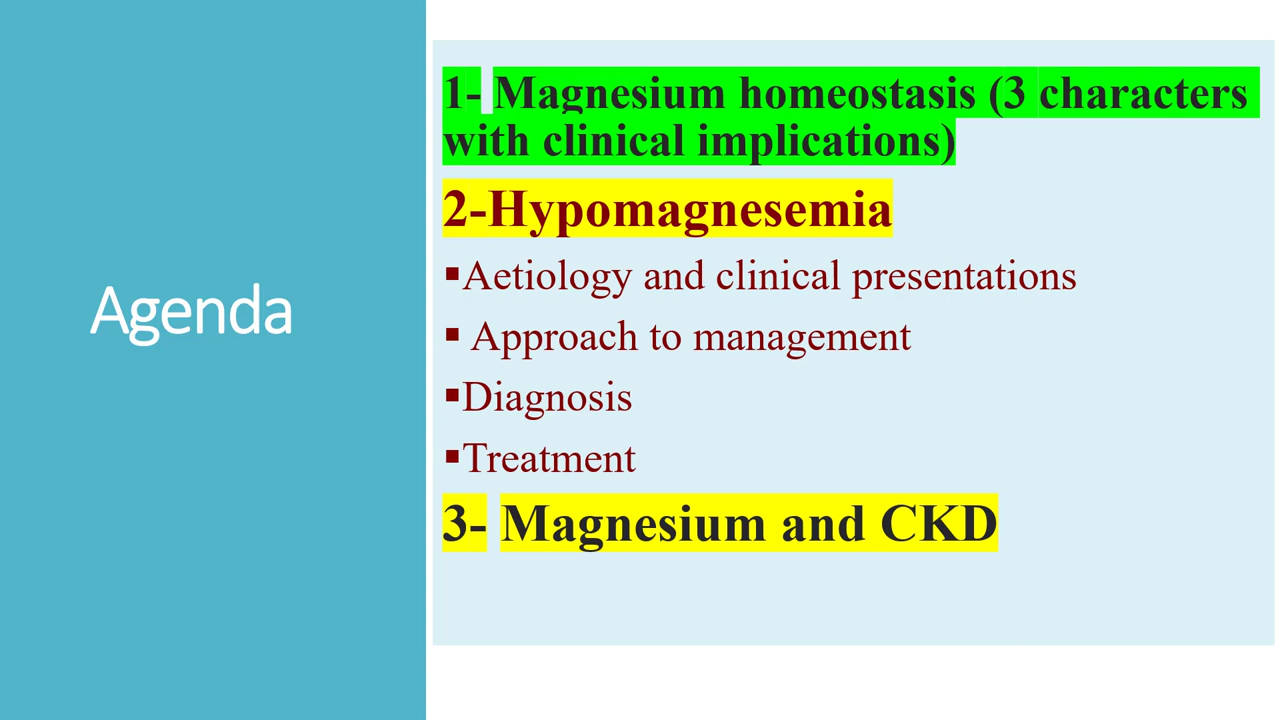 Agenda
1- Magnesium homeostasis (3 characters
with clinical implications)
2-Hypomagnesemia
▪Aetiology and clinical presentations
▪ Approach to management
▪Diagnosis
▪Treatment
3- Magnesium and CKD